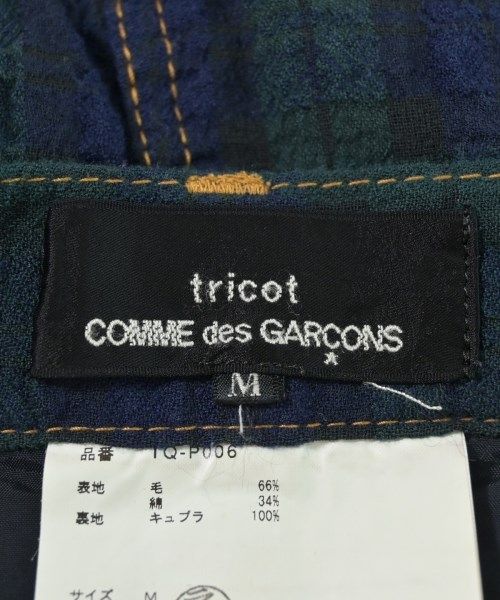 tricot
COMME des GARÇONS
*
M
品番 TQ-P006
表地 毛 66%
綿 34%
裏地 キュプラ 100%
サイズ M